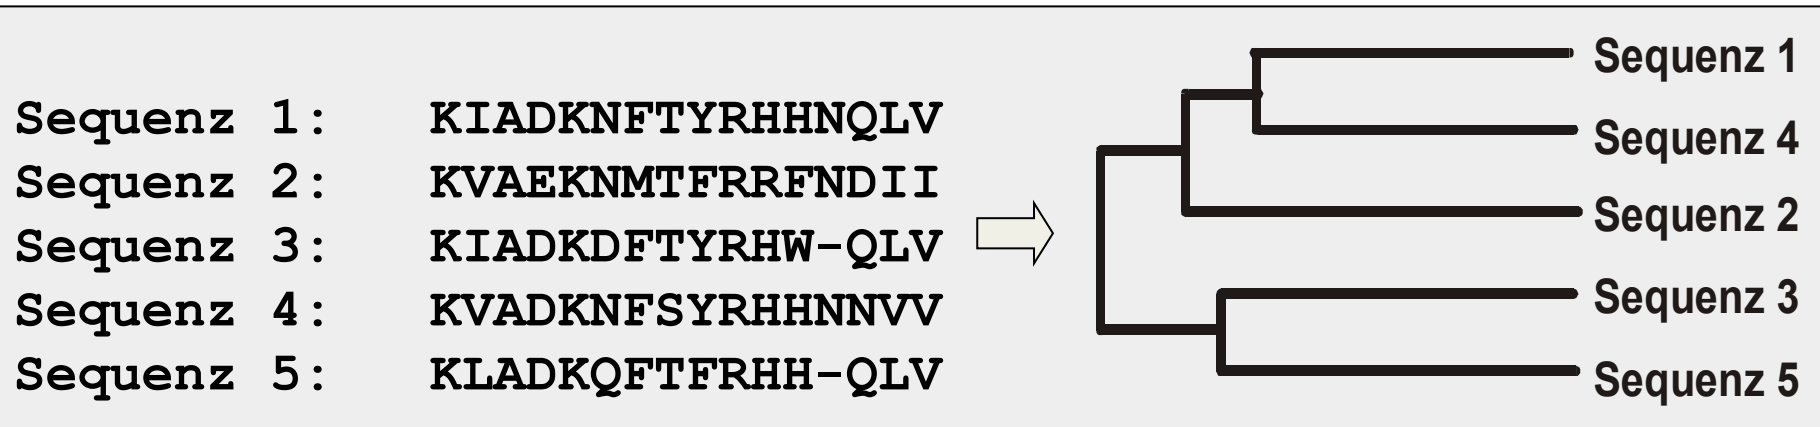 Sequenz 1: KIADKNFTYRHHNQLV
Sequenz 2: KVAEKNMTFRRFNDII
Sequenz 3: KIADKDFTYRHW-QLV
Sequenz 4: KVADKNFSYRHHNNVV
Sequenz 5: KLADKQFTFRHH-QLV
Sequenz 1
Sequenz 4
Sequenz 2
Sequenz 3
Sequenz 5